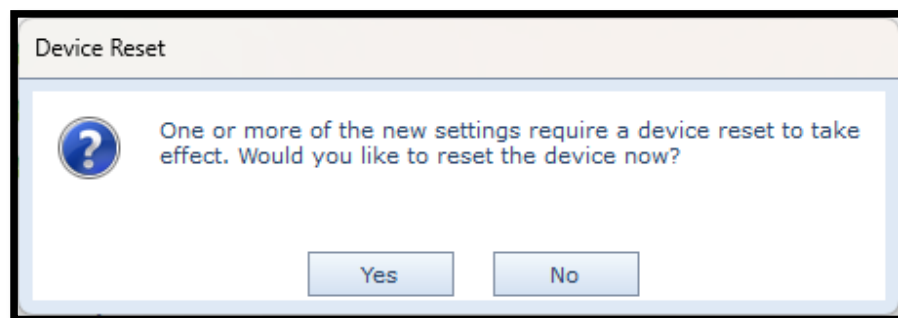 Device Reset
One or more of the new settings require a device reset to take
effect. Would you like to reset the device now?
Yes
No